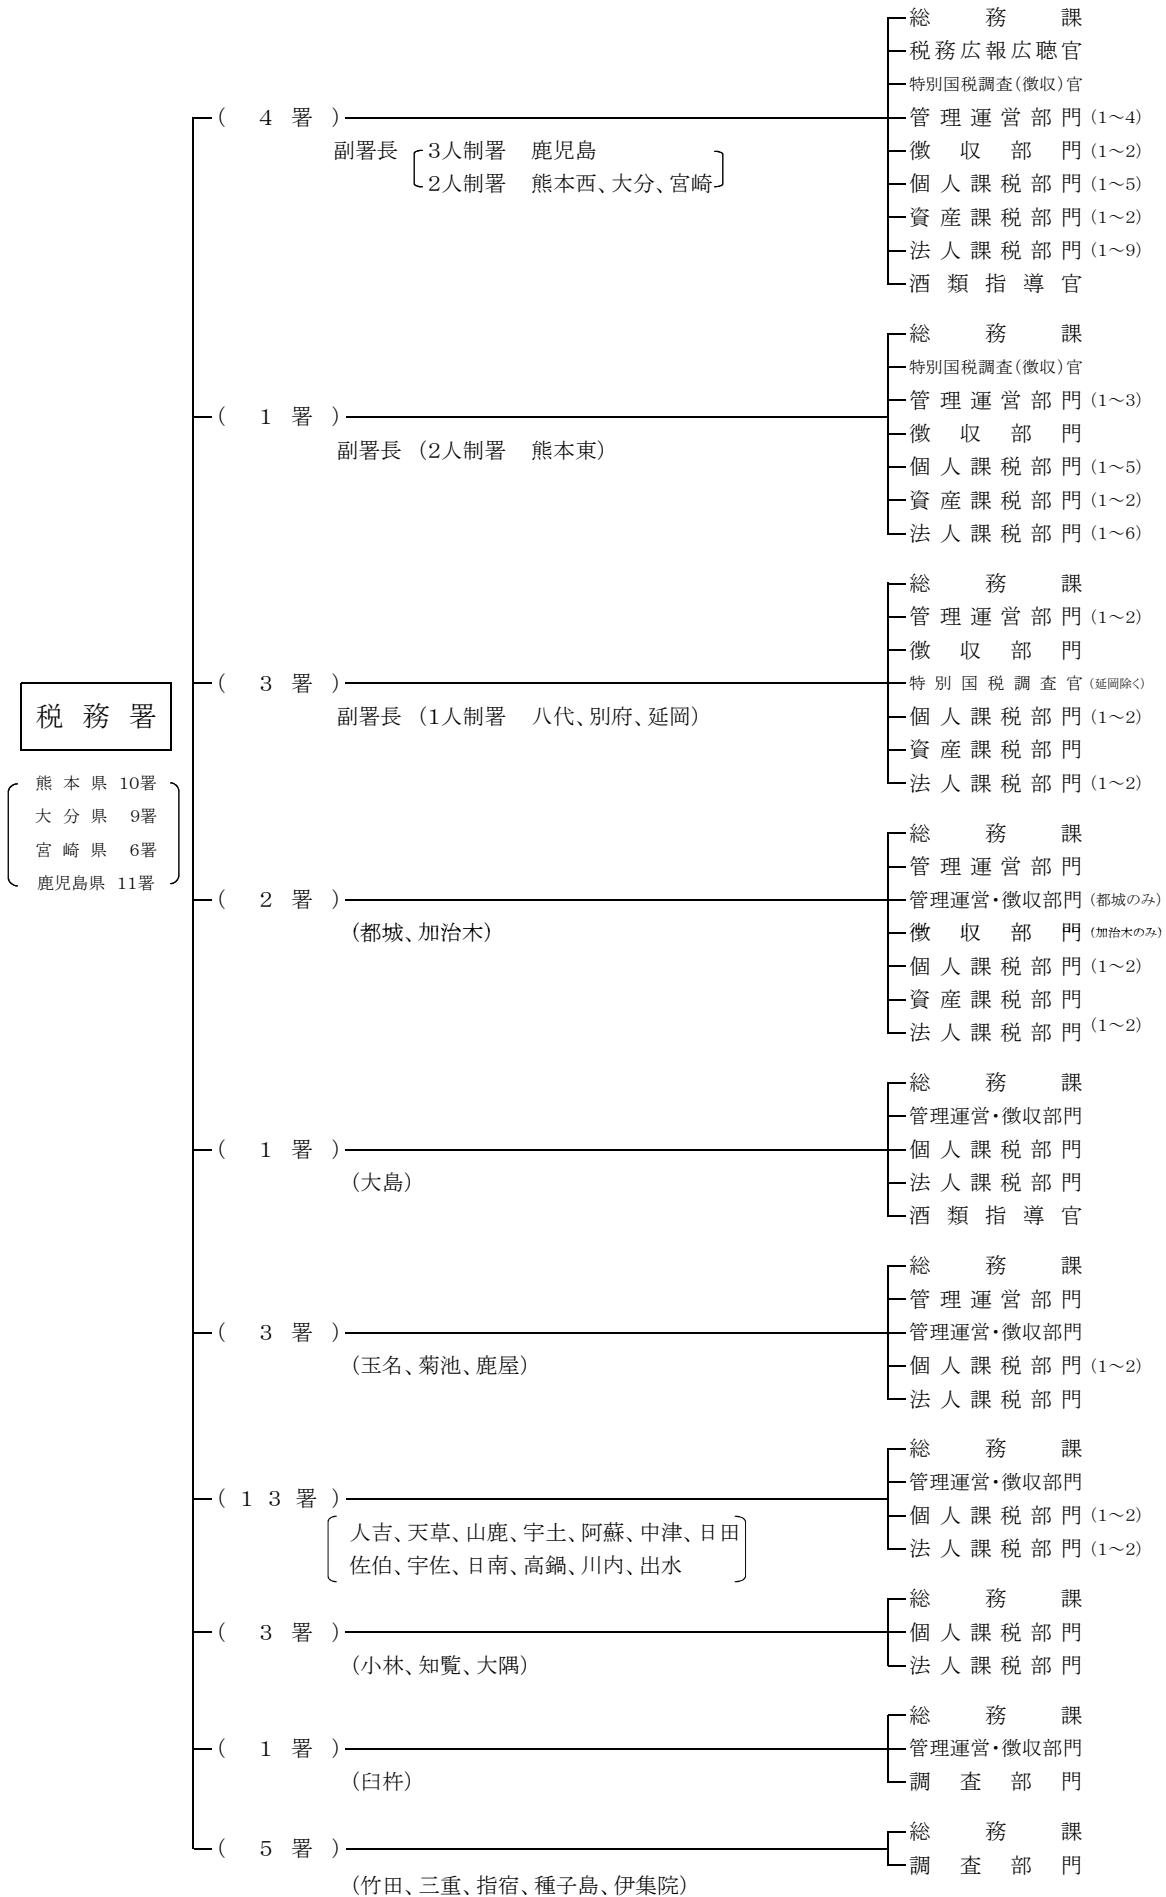 税務署
熊本県 10署
大分県 9署
宮崎県 6署
鹿児島県 11署
( 4 署 )
副署長 3人制署 鹿児島
2人制署 熊本西、大分、宮崎
総務課
税務広報広聴官
特別国税調査(徴収)官
管理運営部門 (1～4)
徴収部門 (1～2)
個人課税部門 (1～5)
資産課税部門 (1～2)
法人課税部門 (1～9)
酒類指導官
( 1 署 )
副署長 (2人制署 熊本東)
総務課
特別国税調査(徴収)官
管理運営部門 (1～3)
徴収部門
個人課税部門 (1～5)
資産課税部門 (1～2)
法人課税部門 (1～6)
( 3 署 )
副署長 (1人制署 八代、別府、延岡)
総務課
管理運営部門 (1～2)
徴収部門
特別国税調査官 (延岡除く)
個人課税部門 (1～2)
資産課税部門
法人課税部門 (1～2)
( 2 署 )
(都城、加治木)
総務課
管理運営部門
管理運営・徴収部門 (都城のみ)
徴収部門 (加治木のみ)
個人課税部門 (1～2)
資産課税部門
法人課税部門 (1～2)
( 1 署 )
(大島)
総務課
管理運営・徴収部門
個人課税部門
法人課税部門
酒類指導官
( 3 署 )
(玉名、菊池、鹿屋)
総務課
管理運営部門
管理運営・徴収部門
個人課税部門 (1～2)
法人課税部門
( 13 署 )
人吉、天草、山鹿、宇土、阿蘇、中津、日田
佐伯、宇佐、日南、高鍋、川内、出水
総務課
管理運営・徴収部門
個人課税部門 (1～2)
法人課税部門 (1～2)
( 3 署 )
(小林、知覧、大隅)
総務課
個人課税部門
法人課税部門
( 1 署 )
(臼杵)
総務課
管理運営・徴収部門
調査部門
( 5 署 )
(竹田、三重、指宿、種子島、伊集院)
総務課
調査部門